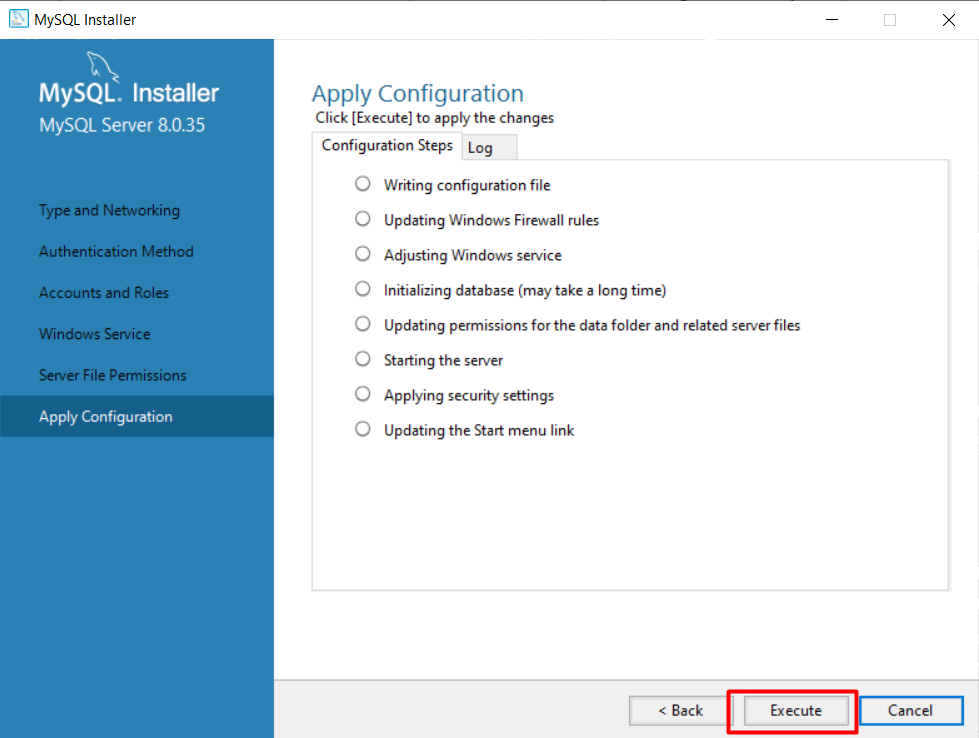 MySQL Installer
MySQL. Installer
MySQL Server 8.0.35
Type and Networking
Authentication Method
Accounts and Roles
Windows Service
Server File Permissions
Apply Configuration
Apply Configuration
Click [Execute] to apply the changes
Configuration Steps
Log
Writing configuration file
Updating Windows Firewall rules
Adjusting Windows service
Initializing database (may take a long time)
Updating permissions for the data folder and related server files
Starting the server
Applying security settings
Updating the Start menu link
< Back
Execute
Cancel